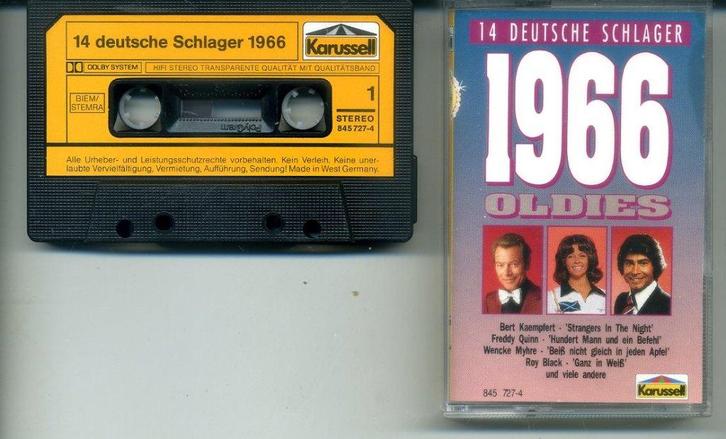 14 deutsche Schlager 1966
Karussell
DOLBY SYSTEM
HIFI STEREO TRANSPARENTE QUALITÄT MIT QUALITÄTSBAND
BIEM/
STEMRA
PolyGram
1
STEREO
845 727-4
Alle Urheber- und Leistungsschutzrechte vorbehalten. Kein Verleih. Keine uner-
laubte Vervielfältigung, Vermietung, Aufführung, Sendung! Made in West Germany.
14 DEUTSCHE SCHLAGER
1966
OLDIES
Bert Kaempfert - 'Strangers In The Night'
Freddy Quinn - 'Hundert Mann und ein Befehl'
Wencke Myhre - 'Beiß nicht gleich in jeden Apfel'
Roy Black - 'Ganz in Weiß'
und viele andere
845 727-4
Karussell